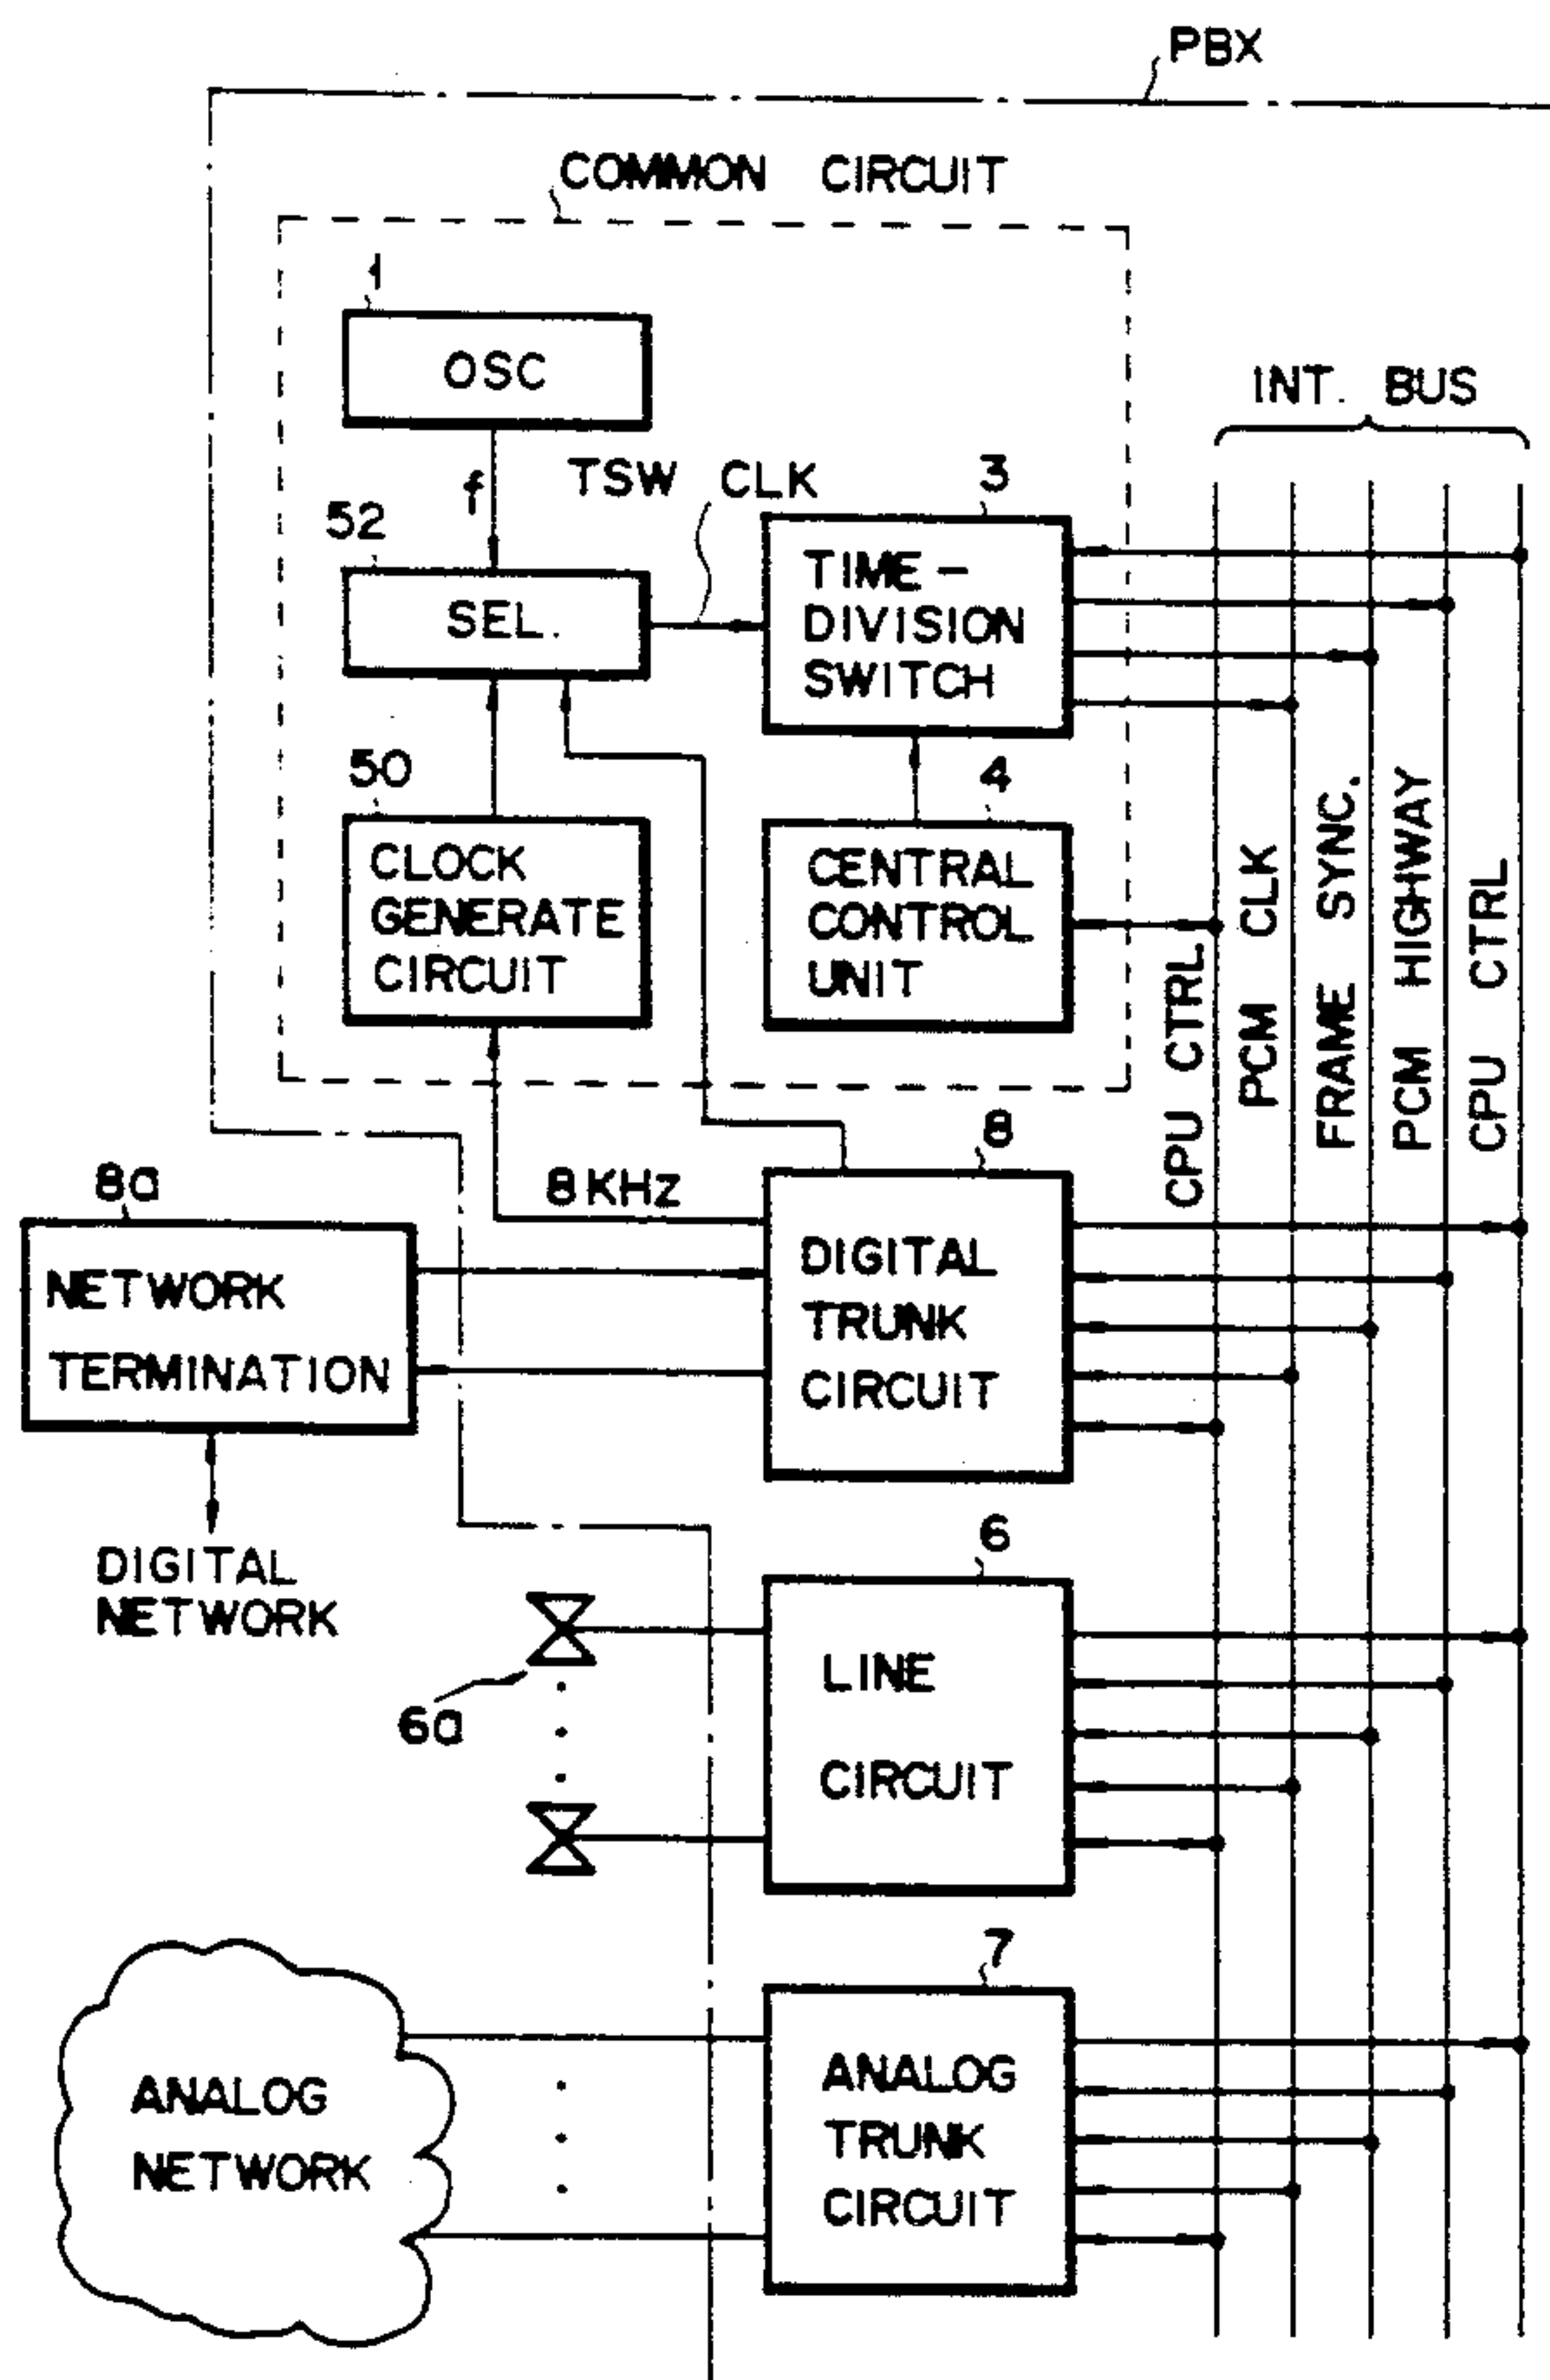 PBX
COMMON CIRCUIT
1
OSC
INT. BUS
f
TSW CLK
3
52
SEL.
TIME-
DIVISION
SWITCH
50
CLOCK
GENERATE
CIRCUIT
4
CENTRAL
CONTROL
UNIT
CPU CTRL
PCM CLK
FRAME SYNC.
PCM HIGHWAY
CPU CTRL
8a
NETWORK
TERMINATION
8KHz
8
DIGITAL
TRUNK
CIRCUIT
DIGITAL
NETWORK
6
6a
LINE
CIRCUIT
7
ANALOG
NETWORK
ANALOG
TRUNK
CIRCUIT